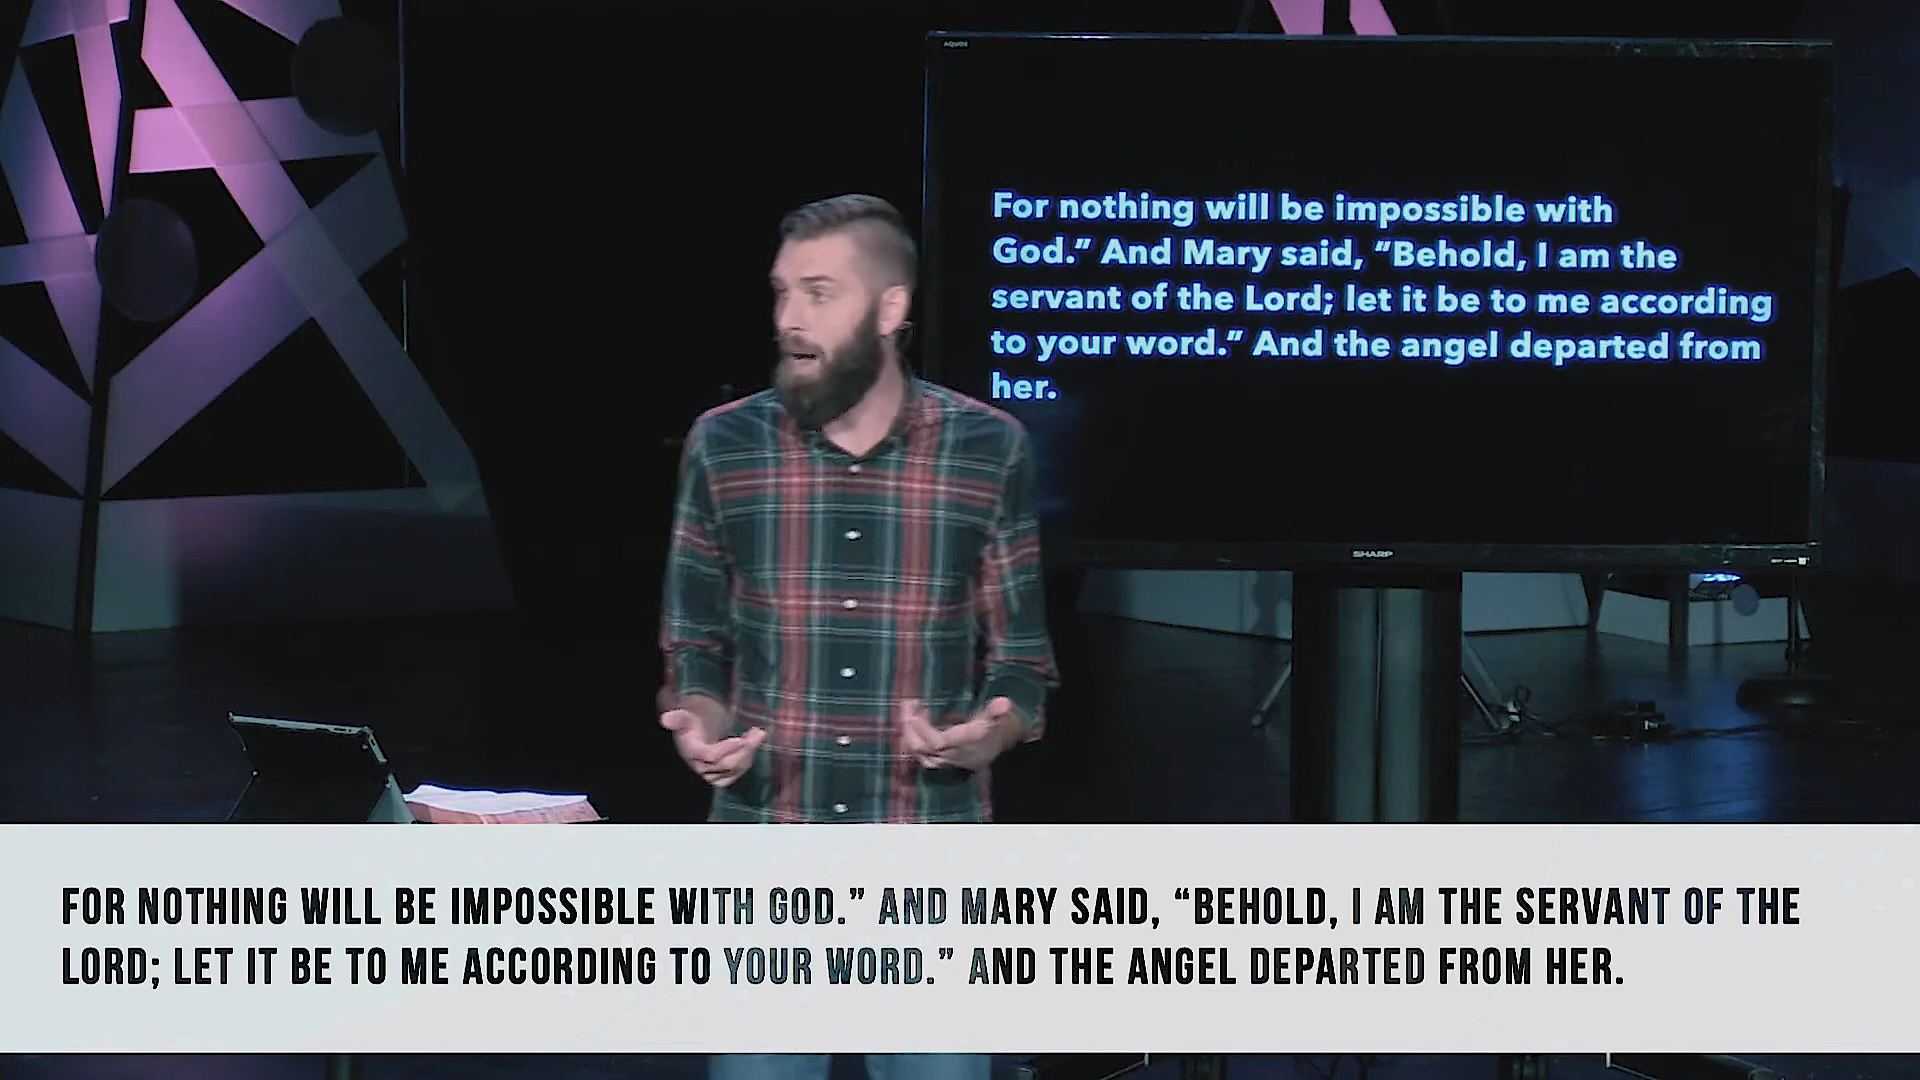 AQUOS
For nothing will be impossible with
God.” And Mary said, “Behold, I am the
servant of the Lord; let it be to me according
to your word.” And the angel departed from
her.
SHARP
FOR NOTHING WILL BE IMPOSSIBLE WITH GOD.” AND MARY SAID, “BEHOLD, I AM THE SERVANT OF THE
LORD; LET IT BE TO ME ACCORDING TO YOUR WORD.” AND THE ANGEL DEPARTED FROM HER.